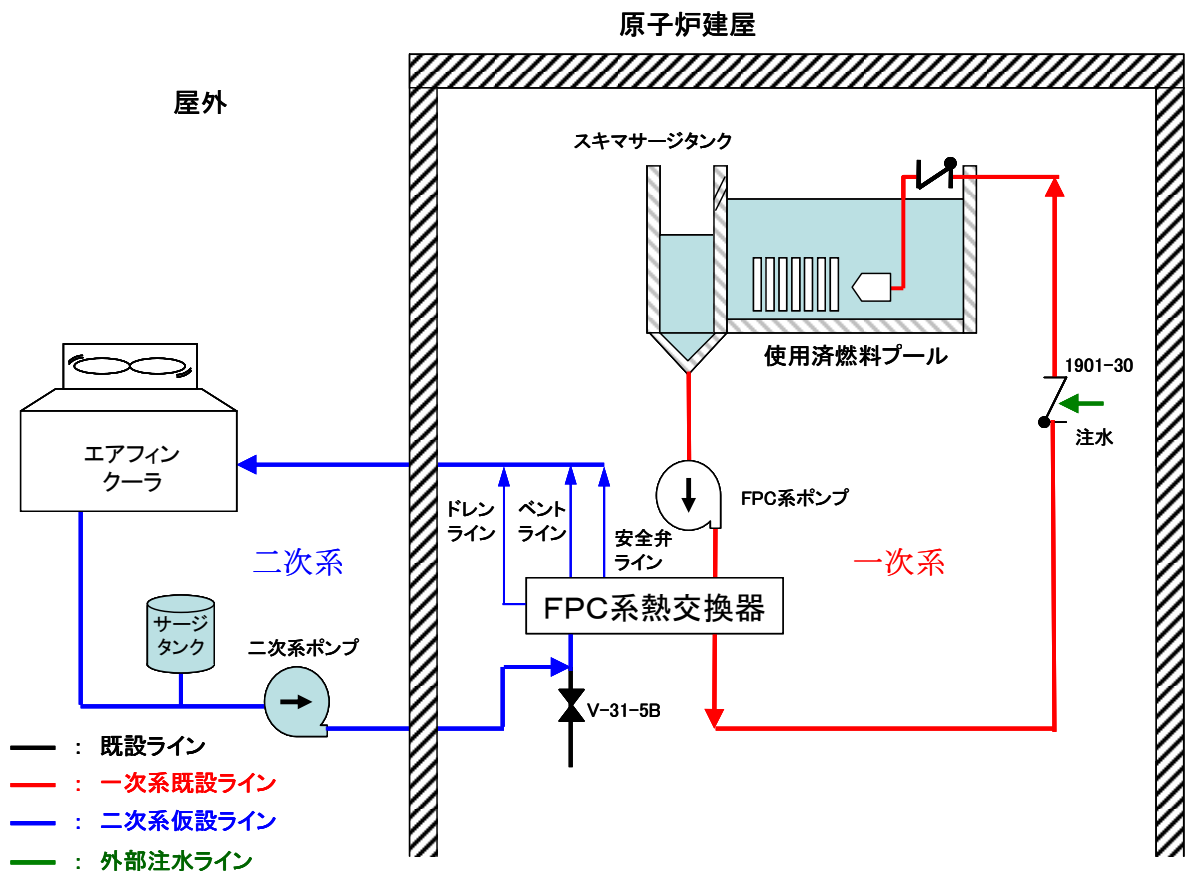 原子炉建屋
屋外
スキマサージタンク
使用済燃料プール
1901-30
注水
エアフィン
クーラ
ドレン
ライン
ベント
ライン
安全弁
ライン
FPC系ポンプ
二次系
一次系
FPC系熱交換器
サージ
タンク
二次系ポンプ
V-31-5B
： 既設ライン
： 一次系既設ライン
： 二次系仮設ライン
： 外部注水ライン